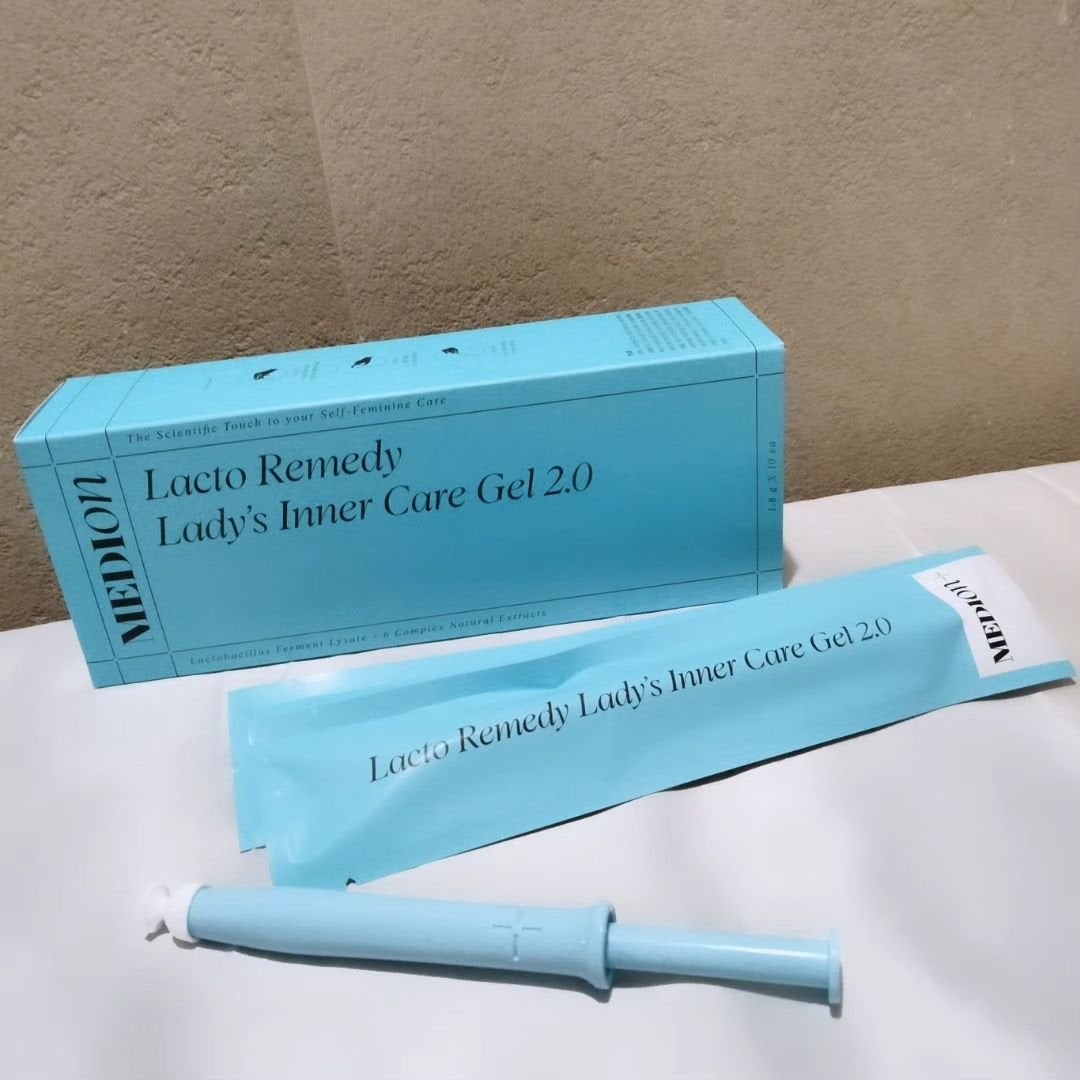 The Scientific Touch to your Self-Feminine Care
MEDION
Lacto Remedy
Lady's Inner Care Gel 2.0
Lactobacillus Ferment Lysate · 6 Complex Natural Extracts
1.8 g X 10 ea
Lacto Remedy Lady's Inner Care Gel 2.0
MEDION+